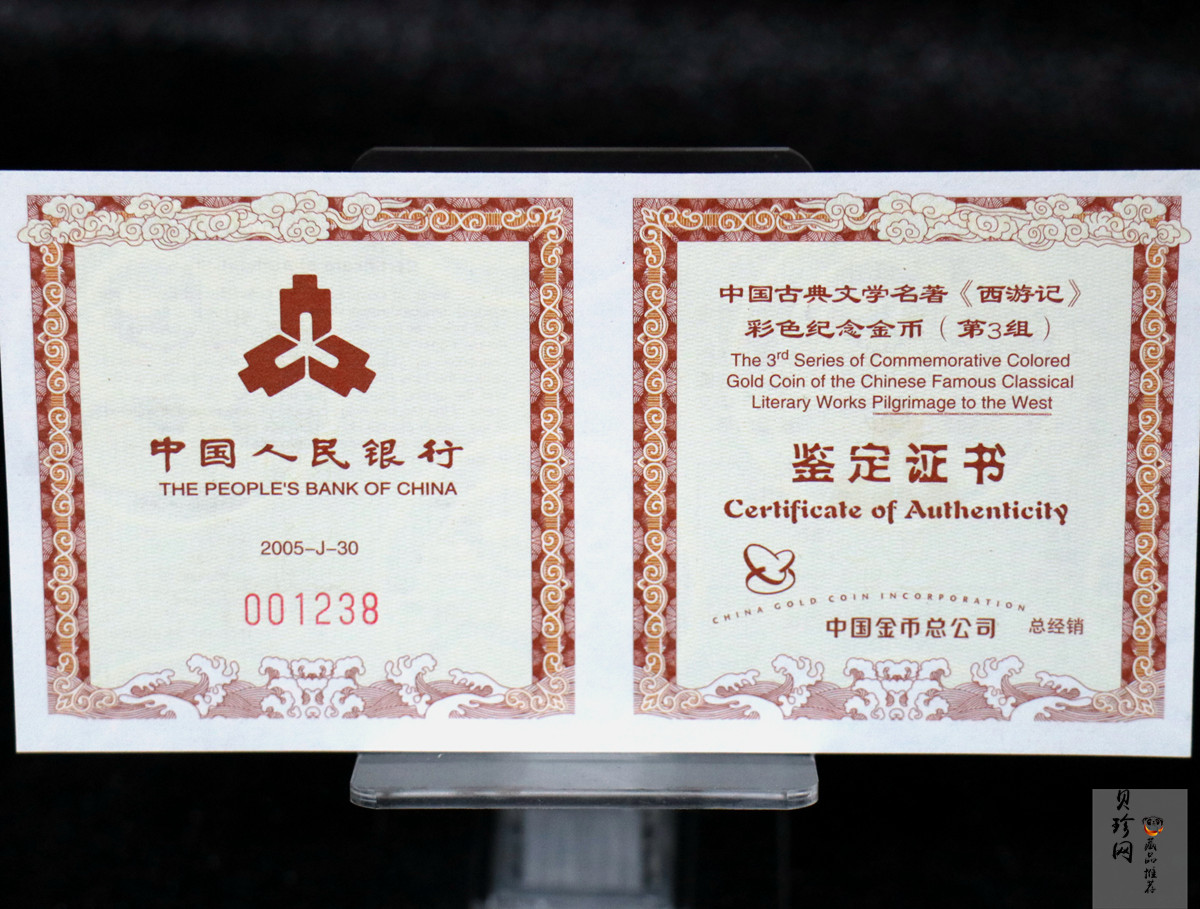 中国人民银行
THE PEOPLE'S BANK OF CHINA
2005-J-30
001238
中国古典文学名著《西游记》
彩色纪念金币（第3组）
The 3rd Series of Commemorative Colored
Gold Coin of the Chinese Famous Classical
Literary Works Pilgrimage to the West
鉴定证书
Certificate of Authenticity
CHINA GOLD COIN INCORPORATION
中国金币总公司 总经销
贝珍网
藏品推荐